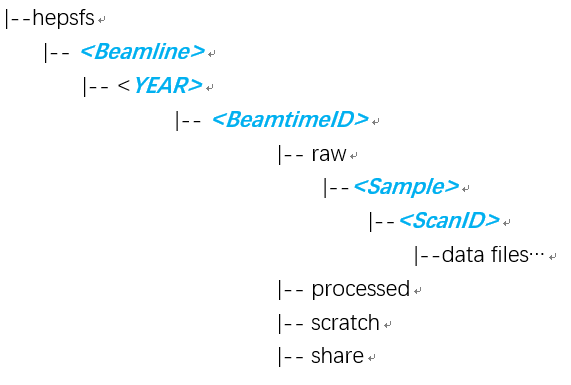 |--hepsfs
|-- <Beamline>
|-- <YEAR>
|-- <BeamtimeID>
|-- raw
|--<Sample>
|--<ScanID>
|--data files…
|-- processed
|-- scratch
|-- share